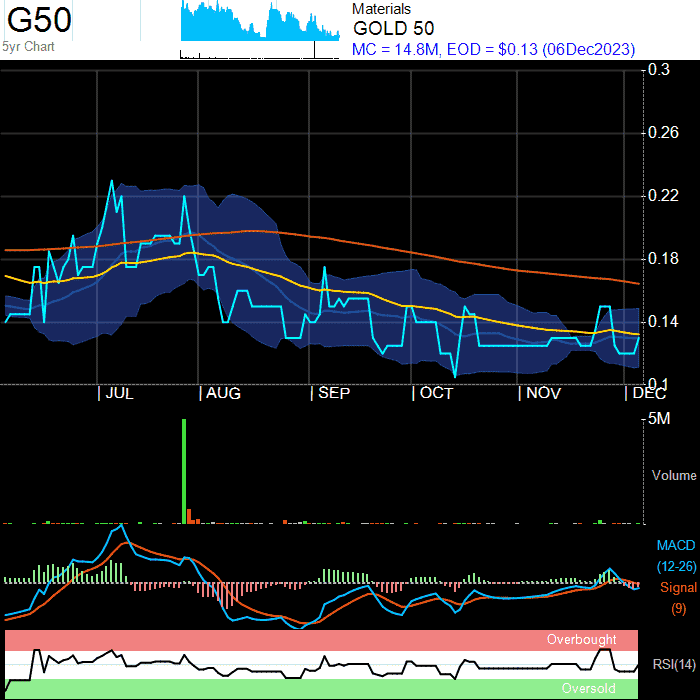 G50
5yr Chart
Materials
GOLD 50
MC = 14.8M, EOD = $0.13 (06Dec2023)
0.3
0.26
0.22
0.18
0.14
0.1
JUL AUG SEP OCT NOV DEC
5M
Volume
MACD
(12-26)
Signal
(9)
Overbought
RSI(14)
Oversold